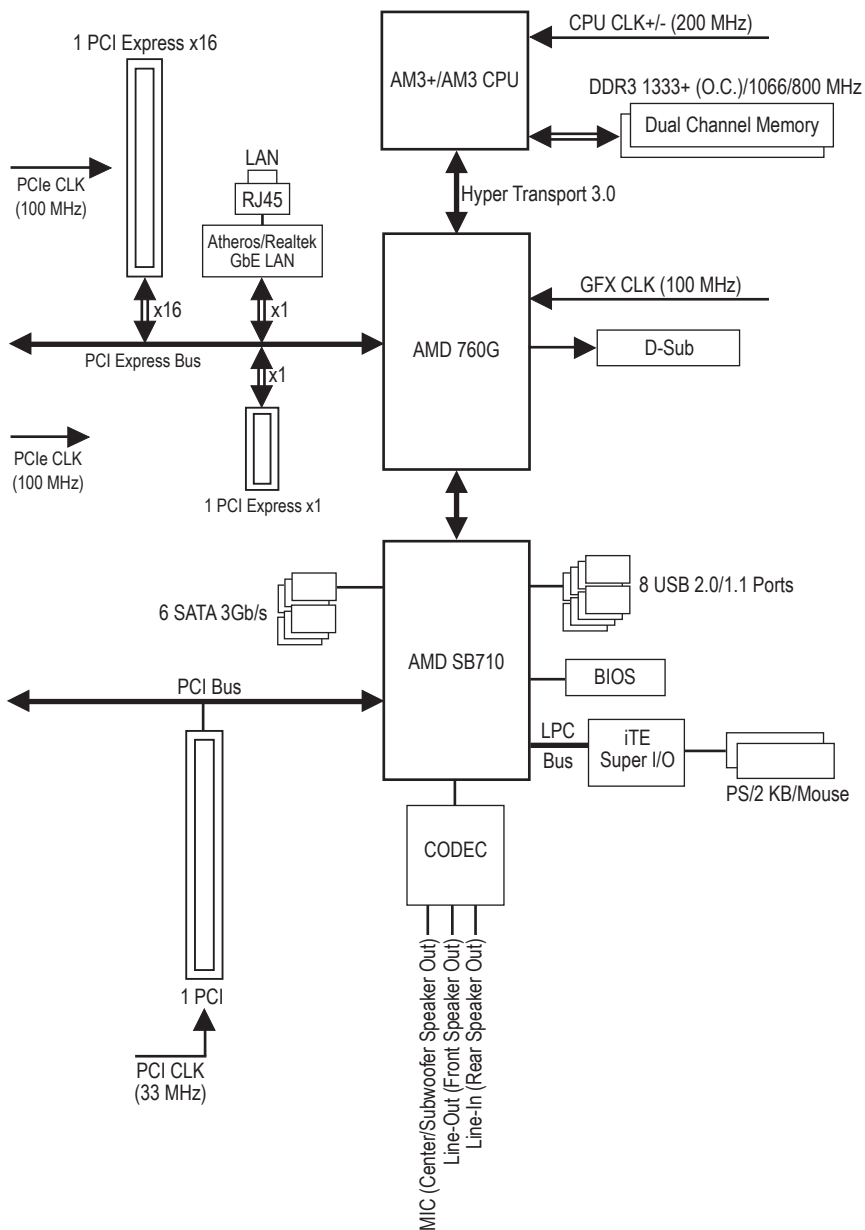 1 PCI Express x16
CPU CLK+/- (200 MHz)
AM3+/AM3 CPU
DDR3 1333+ (O.C.)/1066/800 MHz
Dual Channel Memory
PCIe CLK
(100 MHz)
LAN
RJ45
Hyper Transport 3.0
Atheros/Realtek
GbE LAN
GFX CLK (100 MHz)
x16
x1
PCI Express Bus
AMD 760G
D-Sub
x1
PCIe CLK
(100 MHz)
1 PCI Express x1
6 SATA 3Gb/s
8 USB 2.0/1.1 Ports
AMD SB710
BIOS
PCI Bus
LPC
Bus
iTE
Super I/O
PS/2 KB/Mouse
CODEC
1 PCI
PCI CLK
(33 MHz)
MIC (Center/Subwoofer Speaker Out)
Line-Out (Front Speaker Out)
Line-In (Rear Speaker Out)